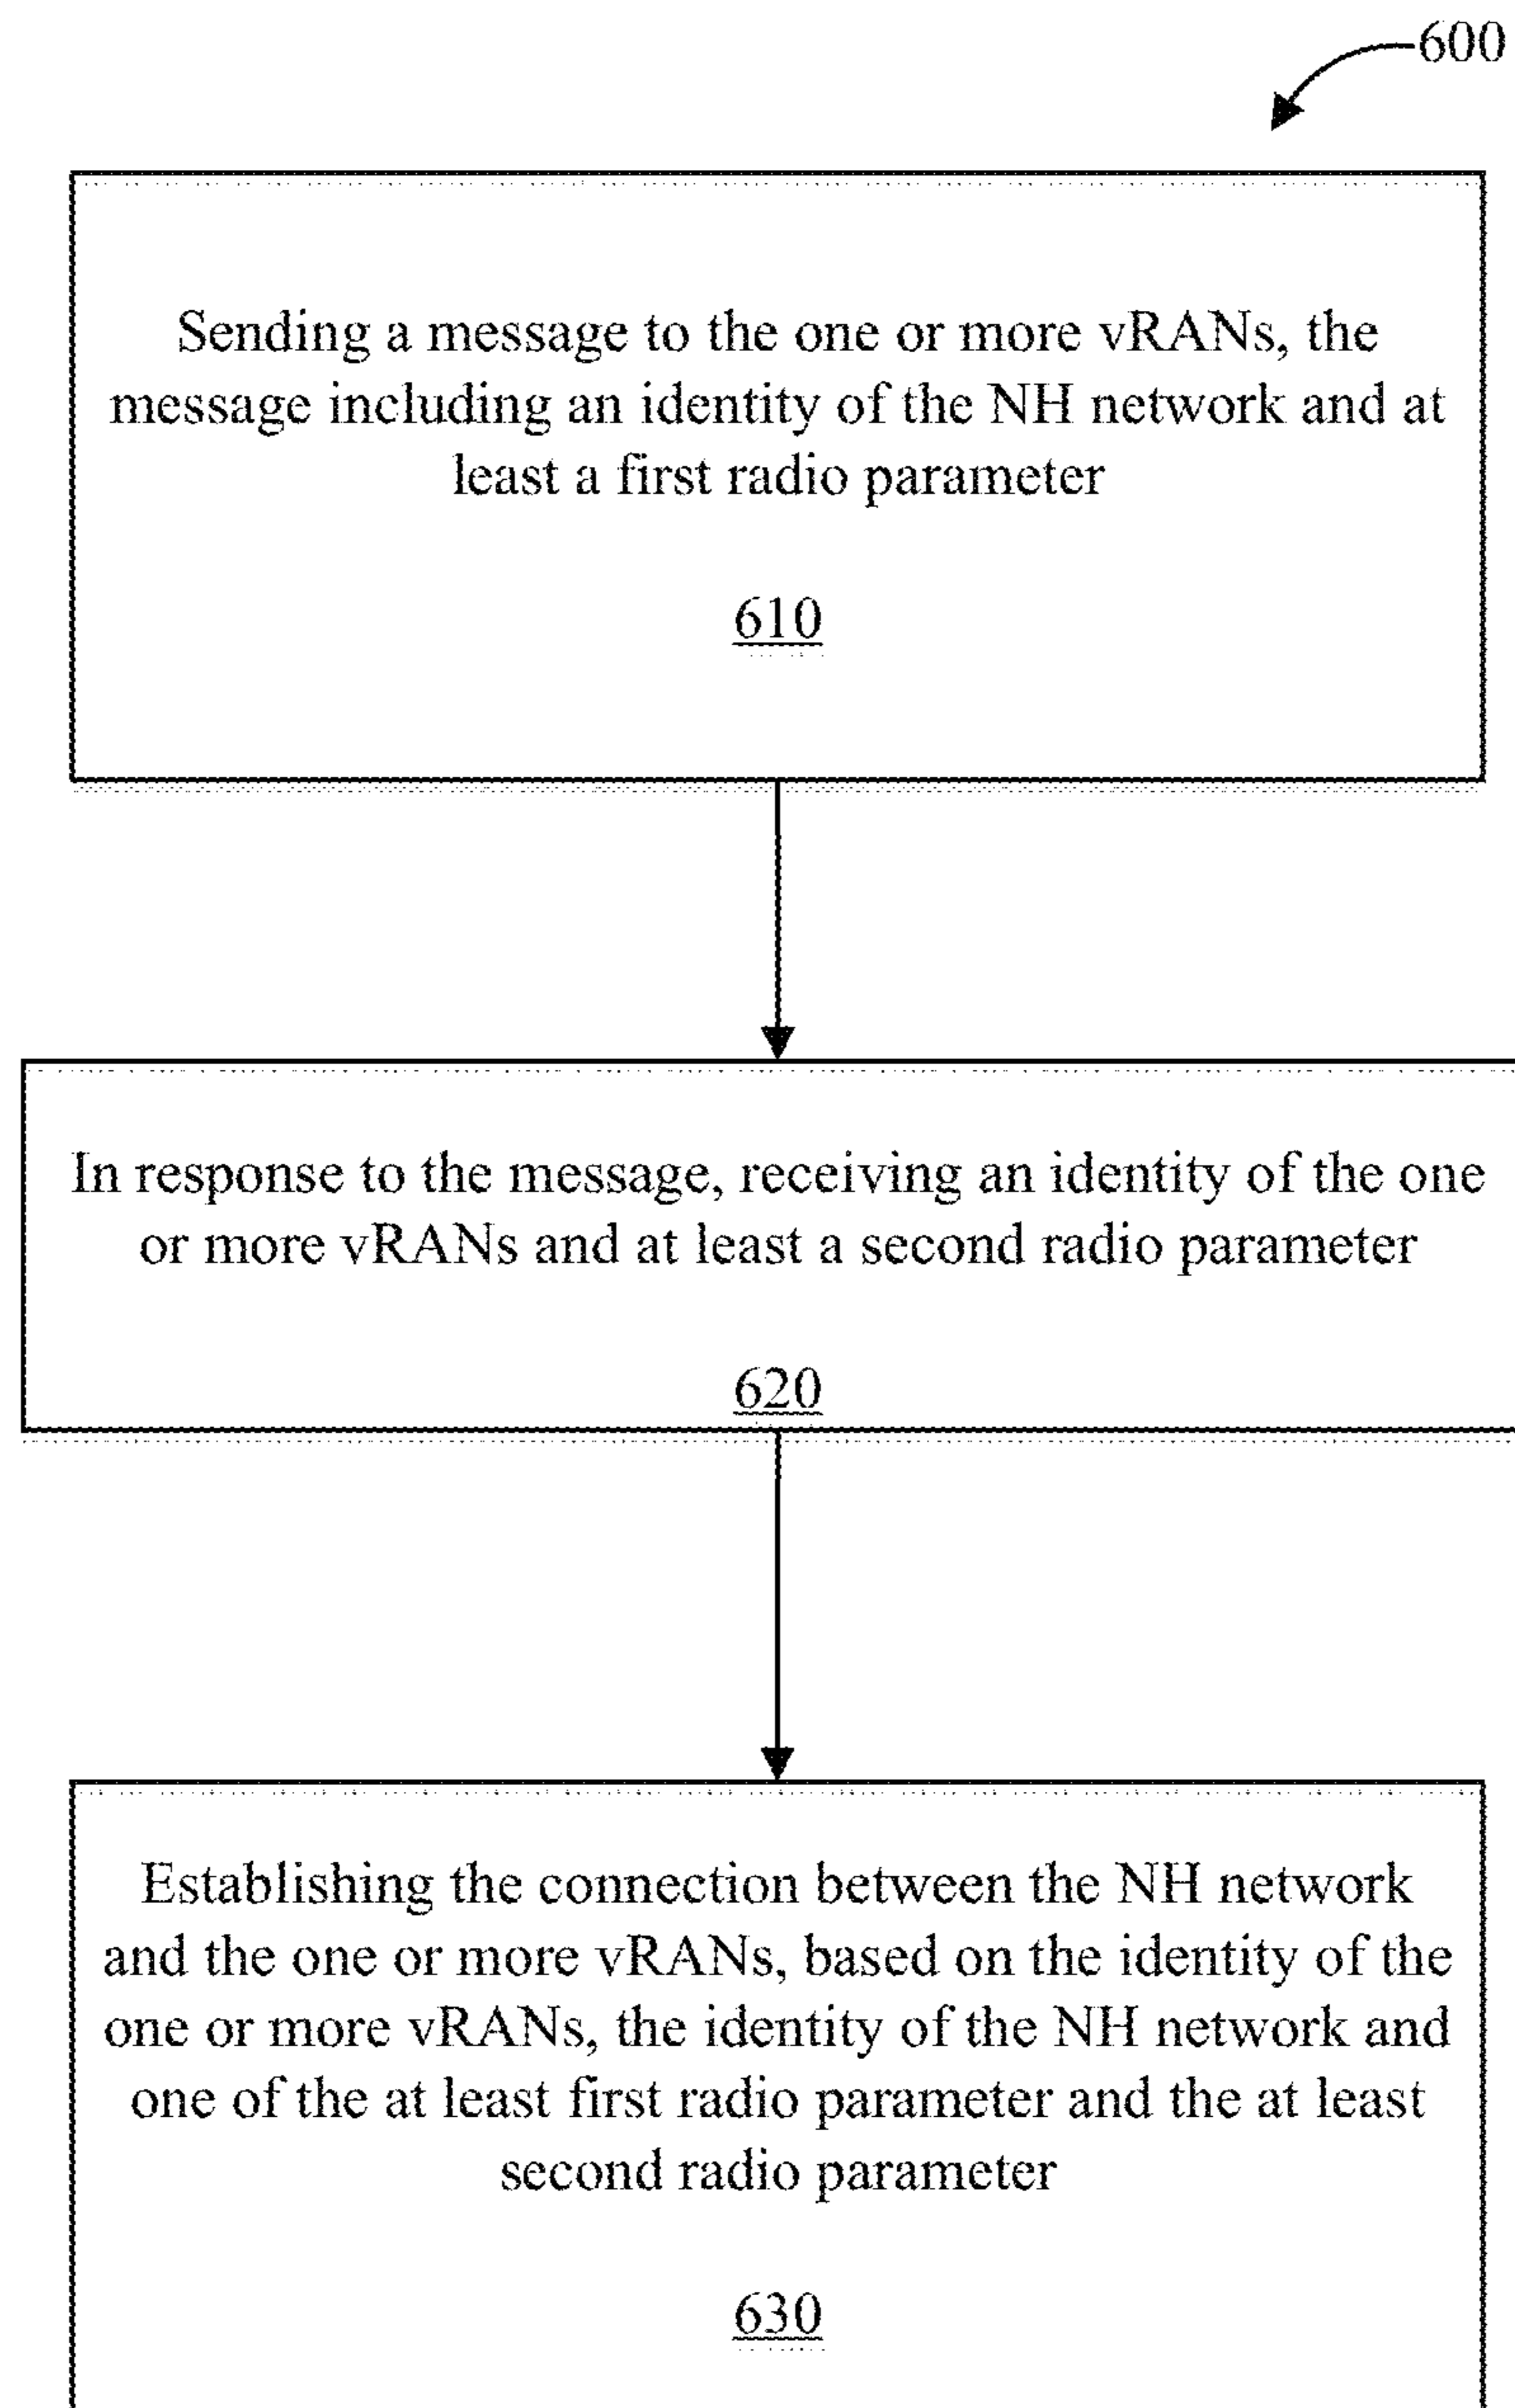 600
Sending a message to the one or more vRANs, the
message including an identity of the NH network and at
least a first radio parameter
610
In response to the message, receiving an identity of the one
or more vRANs and at least a second radio parameter
620
Establishing the connection between the NH network
and the one or more vRANs, based on the identity of the
one or more vRANs, the identity of the NH network and
one of the at least first radio parameter and the at least
second radio parameter
630